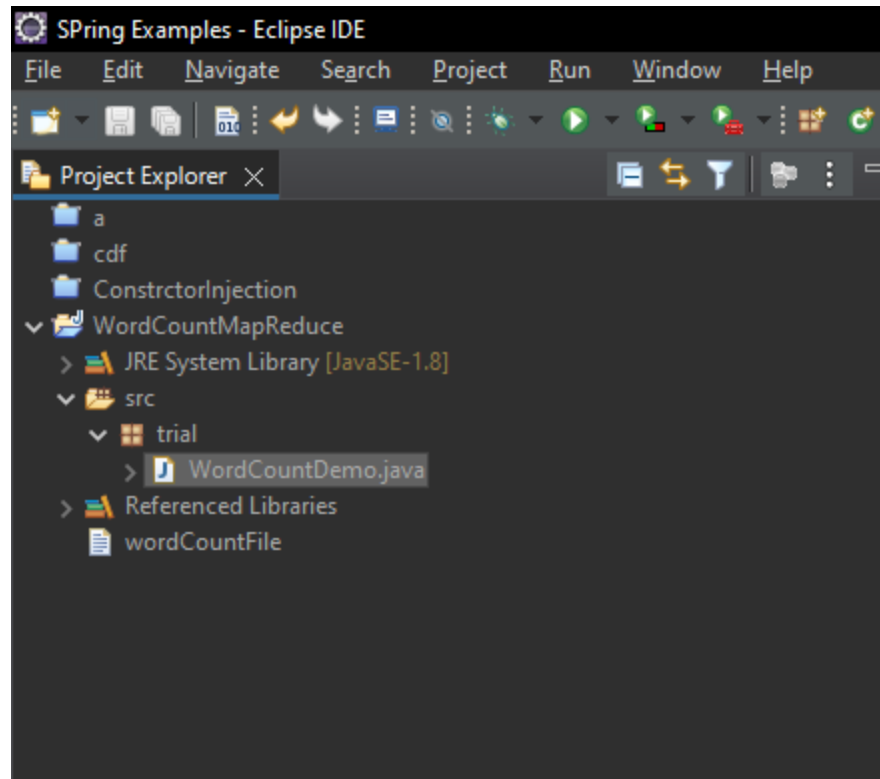 SPring Examples - Eclipse IDE
File Edit Navigate Search Project Run Window Help
010
Project Explorer
a
cdf
ConstrctorInjection
WordCountMapReduce
JRE System Library [JavaSE-1.8]
src
trial
J WordCountDemo.java
Referenced Libraries
wordCountFile